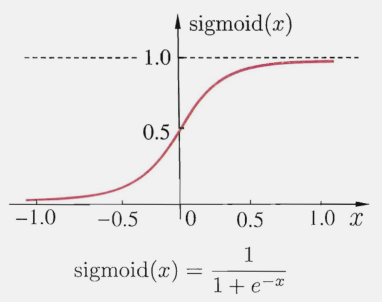 sigmoid(x)
1.0
0.5
-1.0 -0.5 0 0.5 1.0 x
sigmoid(x) = 1 / (1 + e^{-x})